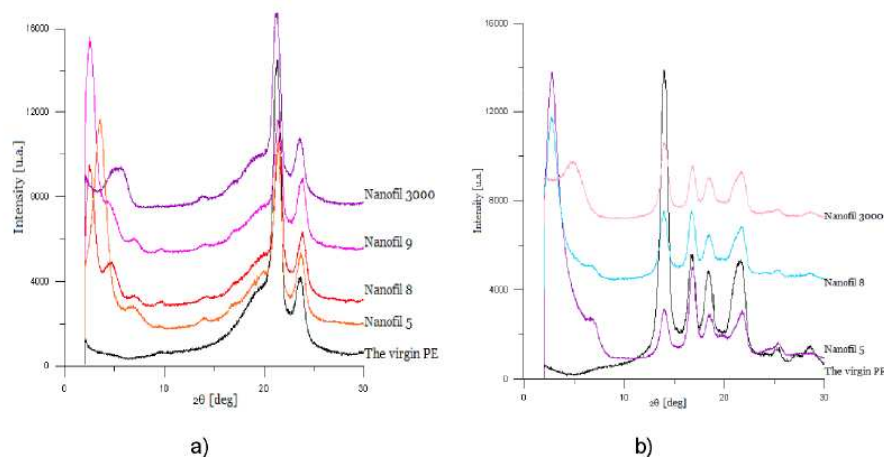 16000
12000
8000
4000
0
Intensity [u.a.]
Nanofil 3000
Nanofil 9
Nanofil 8
Nanofil 5
The virgin PE
0
10
20
30
2θ [deg]
a)
16000
12000
8000
4000
0
Intensity [u.a.]
Nanofil 3000
Nanofil 8
Nanofil 5
The virgin PP
0
10
20
30
2θ [deg]
b)